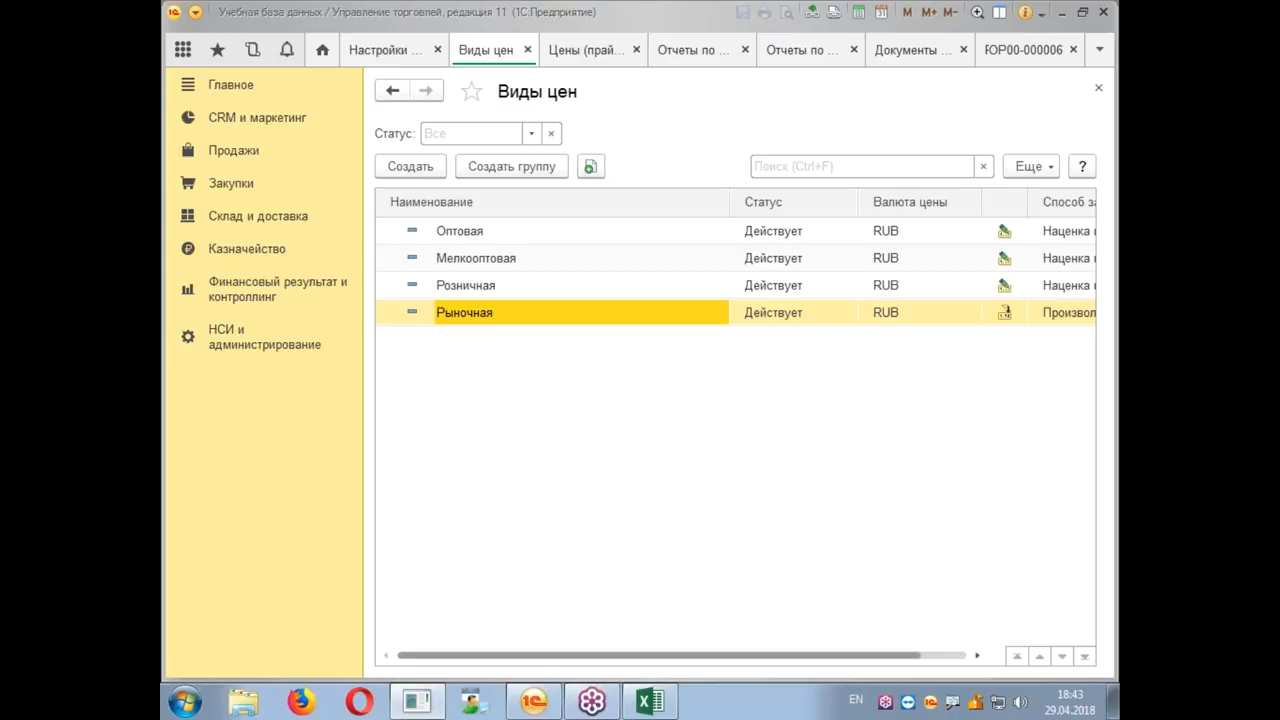 Учебная база данных / Управление торговлей, редакция 11 (1С:Предприятие)
M M+ M-
Настройки ...
Виды цен
Цены (прай...
Отчеты по ...
Отчеты по ...
Документы ...
ЮР00-000006
Главное
CRM и маркетинг
Продажи
Закупки
Склад и доставка
Казначейство
Финансовый результат и
контроллинг
НСИ и
администрирование
Виды цен
Статус: Все
Создать
Создать группу
Поиск (Ctrl+F)
Еще
?
Наименование Статус Валюта цены Способ за
Оптовая Действует RUB Наценка
Мелкооптовая Действует RUB Наценка
Розничная Действует RUB Наценка
Рыночная Действует RUB Произвол
EN
18:43
29.04.2018